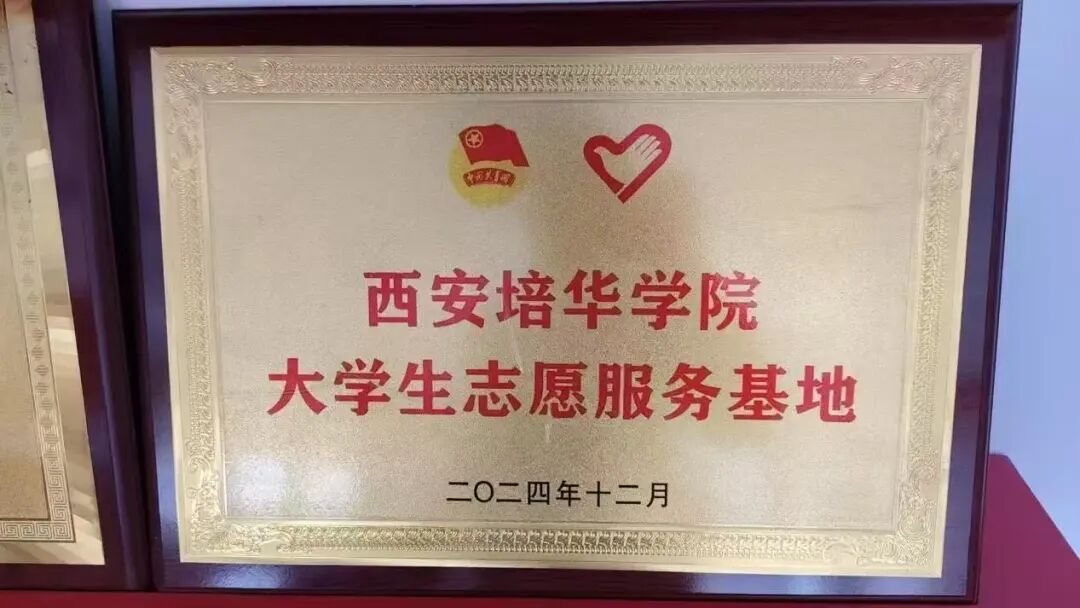 中国共青团
西安培华学院
大学生志愿服务基地
二〇二四年十二月